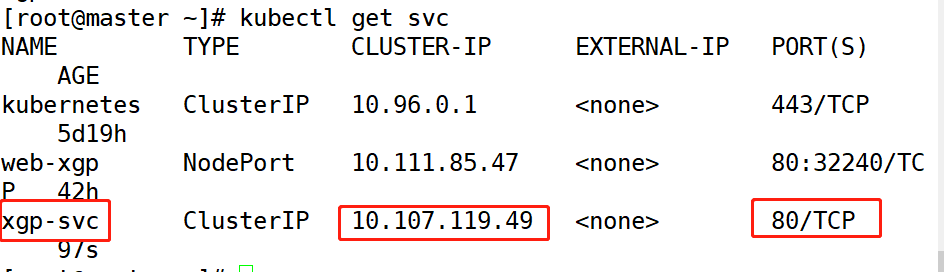 [root@master ~]# kubectl get svc
NAME TYPE CLUSTER-IP EXTERNAL-IP PORT(S)
AGE
kubernetes ClusterIP 10.96.0.1 <none> 443/TCP
5d19h
web-xgp NodePort 10.111.85.47 <none> 80:32240/TC
P 42h
xgp-svc ClusterIP 10.107.119.49 <none> 80/TCP
97s